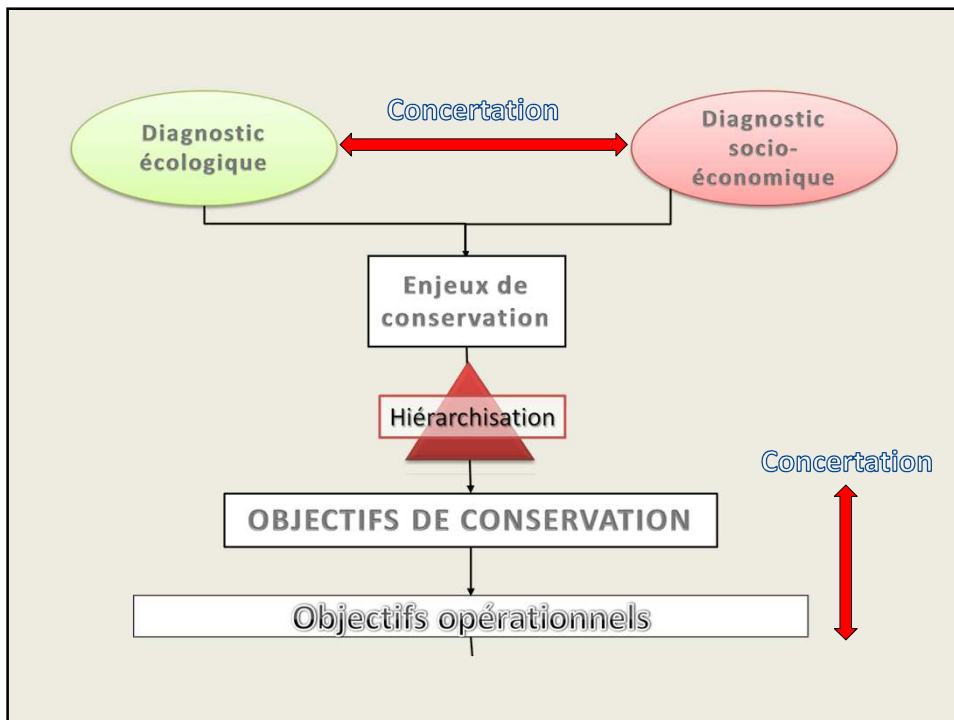 Concertation
Diagnostic
écologique
Diagnostic
socio-
économique
Enjeux de
conservation
Hiérarchisation
Concertation
OBJECTIFS DE CONSERVATION
Objectifs opérationnels